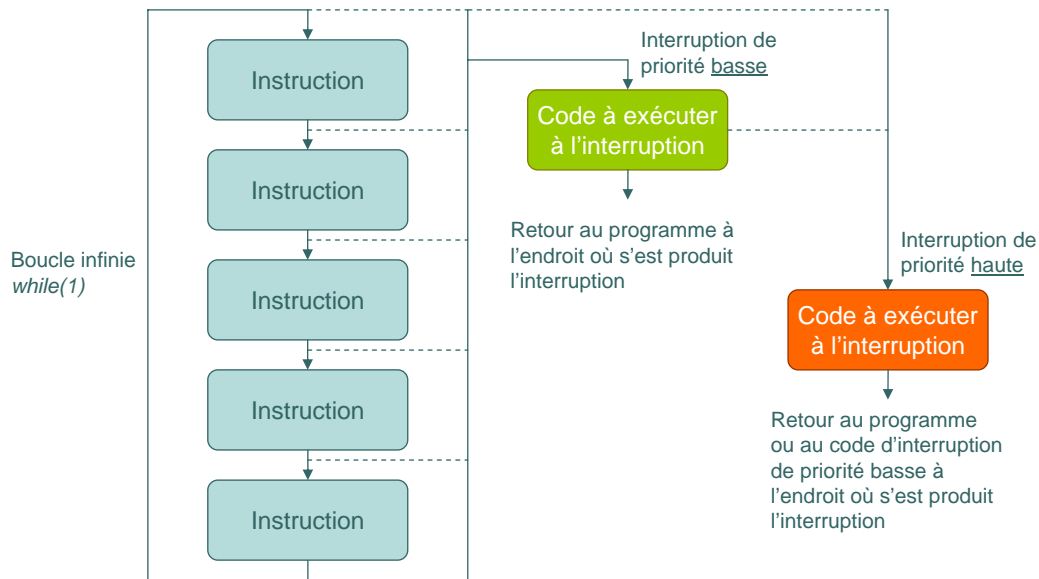 Boucle infinie
while(1)
Instruction
Instruction
Instruction
Instruction
Instruction
Interruption de
priorité basse
Code à exécuter
à l’interruption
Retour au programme à
l’endroit où s’est produit
l’interruption
Interruption de
priorité haute
Code à exécuter
à l’interruption
Retour au programme
ou au code d’interruption
de priorité basse à
l’endroit où s’est produit
l’interruption